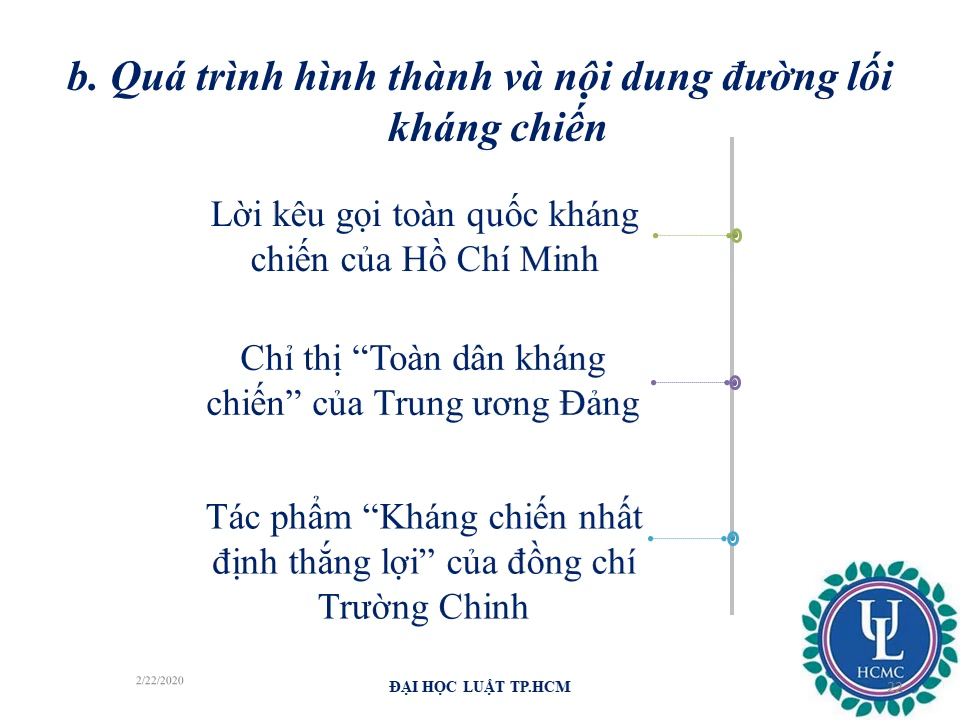 b. Quá trình hình thành và nội dung đường lối
kháng chiến
Lời kêu gọi toàn quốc kháng
chiến của Hồ Chí Minh
Chỉ thị “Toàn dân kháng
chiến” của Trung ương Đảng
Tác phẩm “Kháng chiến nhất
định thắng lợi” của đồng chí
Trường Chinh
UL
HCMC
2/22/2020
ĐẠI HỌC LUẬT TP.HCM